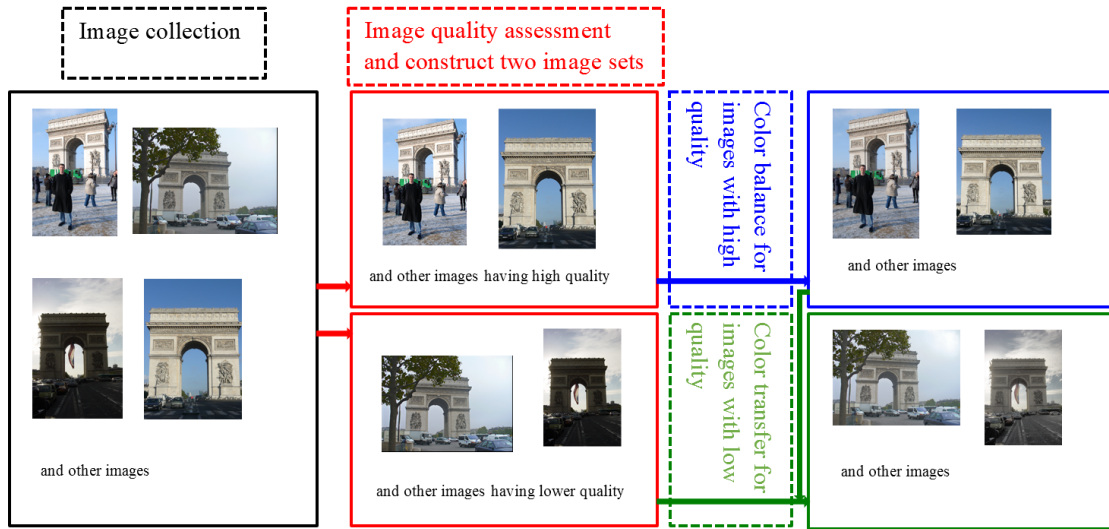 Image collection
Image quality assessment
and construct two image sets
and other images
and other images having high quality
and other images having lower quality
Color balance for
images with high
quality
Color transfer for
images with low
quality
and other images
and other images